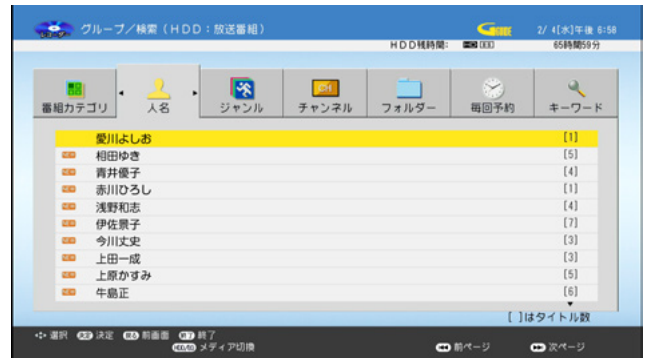 グループ／検索（HDD：放送番組）
2/ 4[水]午後 6:58
HDD残時間:
65時間59分
番組カテゴリ 人名 ジャンル チャンネル フォルダー 毎回予約 キーワード
愛川よしお [1]
相田ゆき [5]
青井優子 [4]
赤川ひろし [1]
浅野和志 [4]
伊佐景子 [7]
今川丈史 [3]
上田一成 [3]
上原かすみ [5]
牛島正 [6]
[ ]はタイトル数
選択 決定 戻る 前画面 終了 終了
メディア切換 前ページ 次ページ